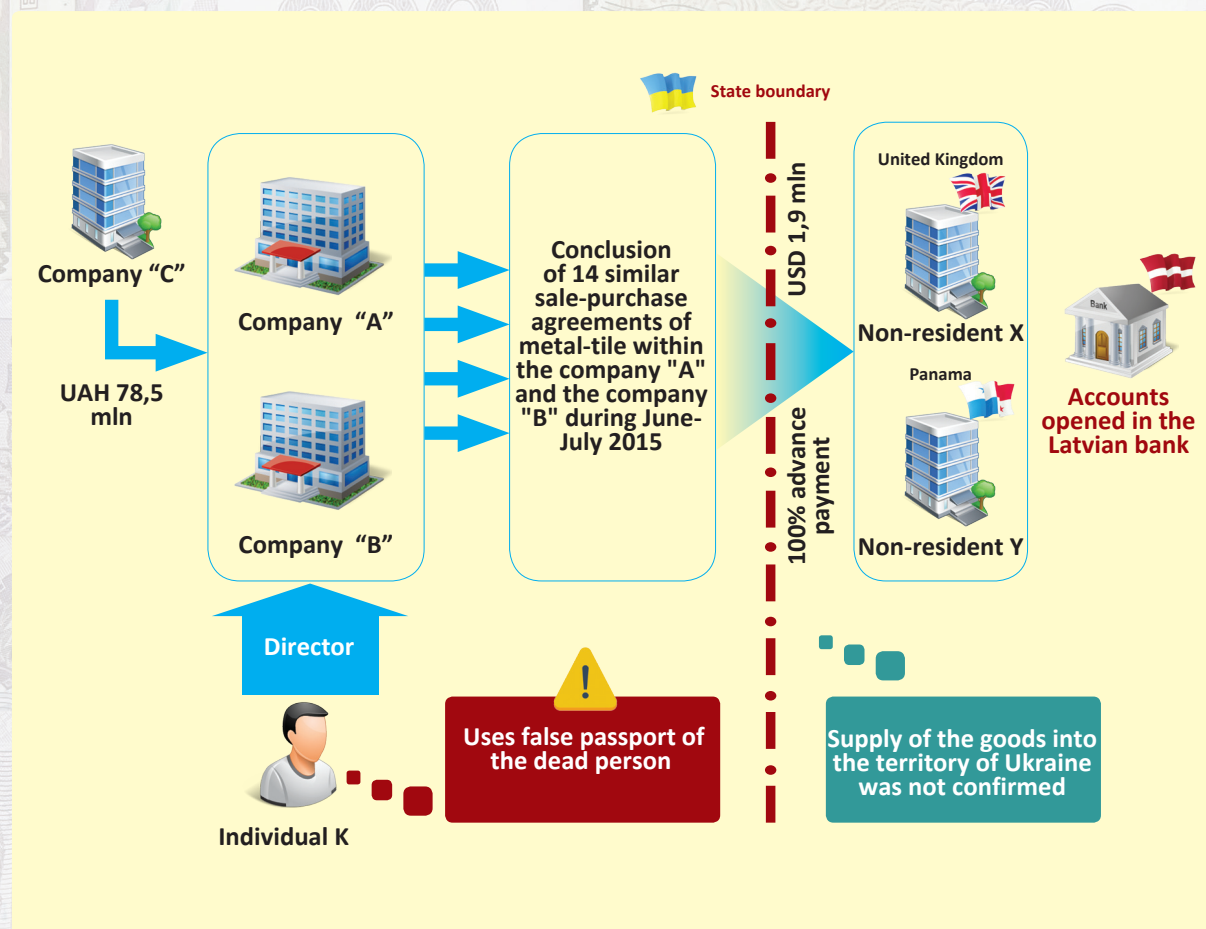 State boundary
Company “C”
UAH 78,5
mln
Company “A”
Company “B”
Conclusion
of 14 similar
sale-purchase
agreements of
metal-tile within
the company "A"
and the company
"B" during June-
July 2015
USD 1,9 mln
100% advance
payment
United Kingdom
Non-resident X
Panama
Non-resident Y
Bank
Accounts
opened in the
Latvian bank
Director
Individual K
!
Uses false passport of
the dead person
Supply of the goods into
the territory of Ukraine
was not confirmed